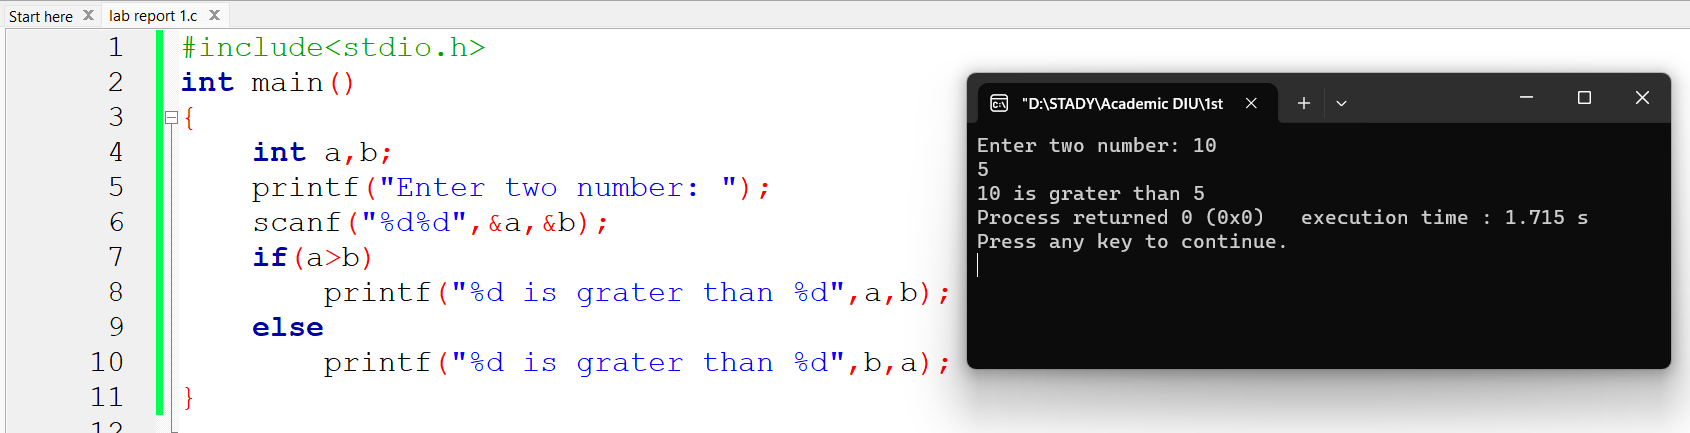 Start here X lab report 1.c X
1 #include<stdio.h>
2 int main()
3 {
4 int a,b;
5 printf("Enter two number: ");
6 scanf("%d%d",&a,&b);
7 if(a>b)
8 printf("%d is grater than %d",a,b);
9 else
10 printf("%d is grater than %d",b,a);
11 }
12
"D:\STADY\Academic DIU\1st
Enter two number: 10
5
10 is grater than 5
Process returned 0 (0x0) execution time : 1.715 s
Press any key to continue.